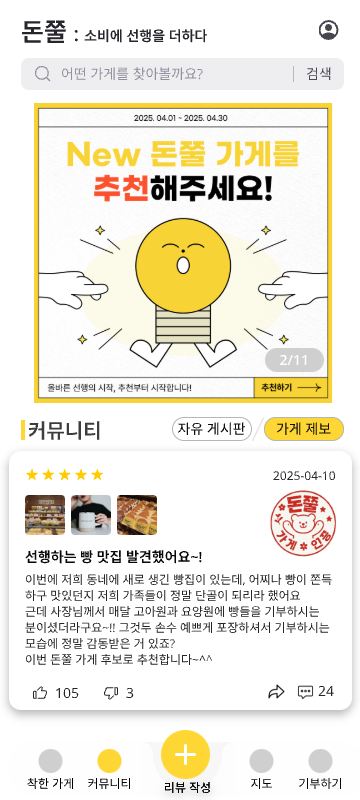 돈쭐 : 소비에 선행을 더하다
어떤 가게를 찾아볼까요? 검색
2025. 04.01 ~ 2025. 04.30
New 돈쭐 가게를
추천해주세요!
2/11
올바른 선행의 시작, 추천부터 시작합니다! 추천하기
커뮤니티 자유 게시판 가게 제보
2025-04-10
돈쭐
가게 인정
선행하는 빵 맛집 발견했어요~!
이번에 저희 동네에 새로 생긴 빵집이 있는데, 어찌나 빵이 쫀득
하구 맛있던지 저희 가족들이 정말 단골이 되리라 했어요
근데 사장님께서 매달 고아원과 요양원에 빵들을 기부하시는
분이셨더라구요~!! 그것두 손수 예쁘게 포장하셔서 기부하시는
모습에 정말 감동받은 거 있죠?
이번 돈쭐 가게 후보로 추천합니다~^^
105 3 24
착한 가게 커뮤니티 리뷰 작성 지도 기부하기